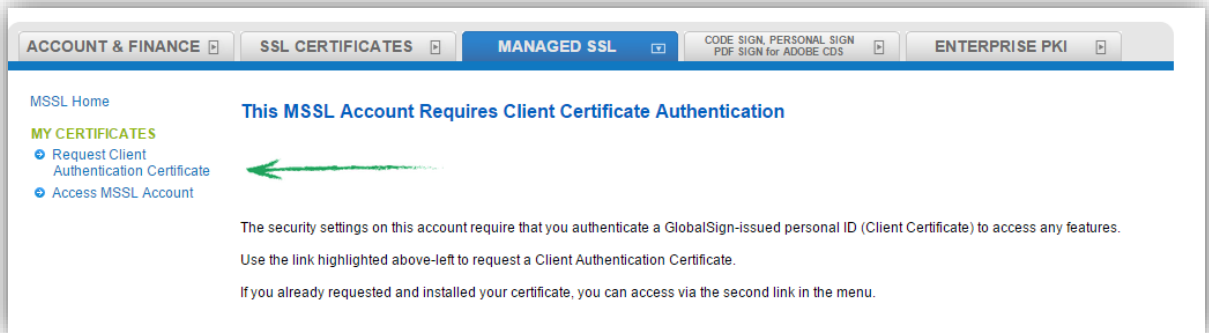 ACCOUNT & FINANCE
SSL CERTIFICATES
MANAGED SSL
CODE SIGN, PERSONAL SIGN
PDF SIGN for ADOBE CDS
ENTERPRISE PKI
MSSL Home
MY CERTIFICATES
Request Client
Authentication Certificate
Access MSSL Account
This MSSL Account Requires Client Certificate Authentication
The security settings on this account require that you authenticate a GlobalSign-issued personal ID (Client Certificate) to access any features.
Use the link highlighted above-left to request a Client Authentication Certificate.
If you already requested and installed your certificate, you can access via the second link in the menu.